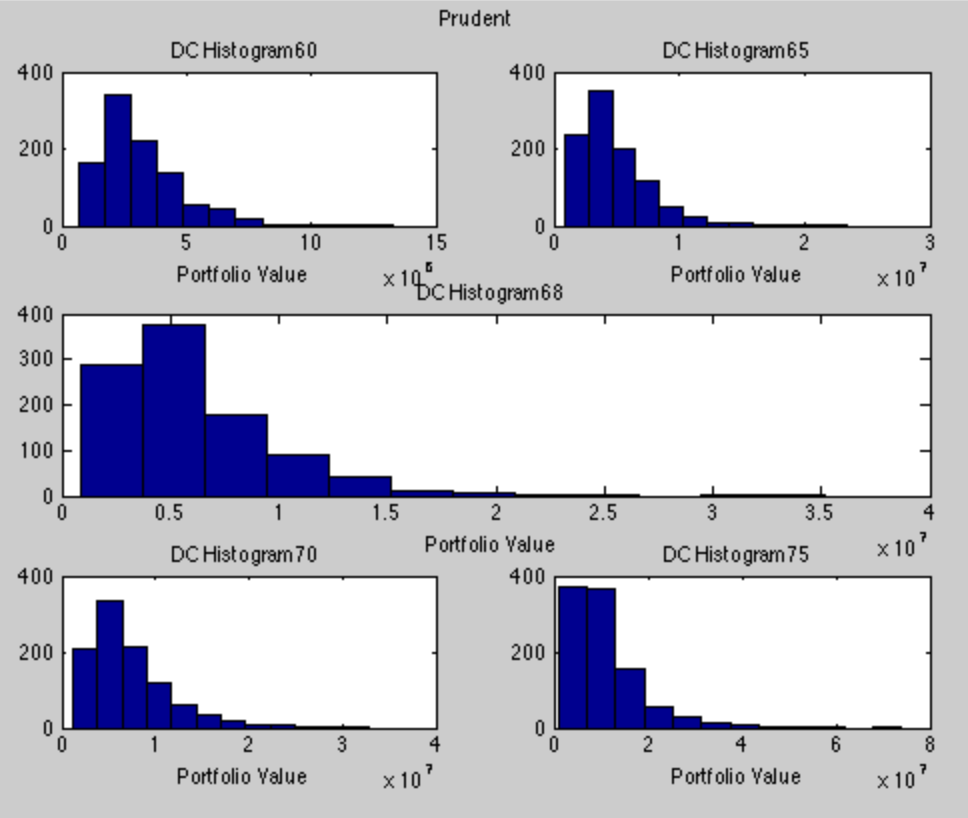 Prudent
DC Histogram60
DC Histogram65
400
200
0
0 5 10 15
Portfolio Value
x 10^6
400
200
0
0 1 2 3
Portfolio Value
x 10^7
DC Histogram68
400
300
200
100
0
0 0.5 1 1.5 2 2.5 3 3.5 4
Portfolio Value
x 10^7
DC Histogram70
400
200
0
0 1 2 3 4
Portfolio Value
x 10^7
DC Histogram75
400
200
0
0 2 4 6 8
Portfolio Value
x 10^7